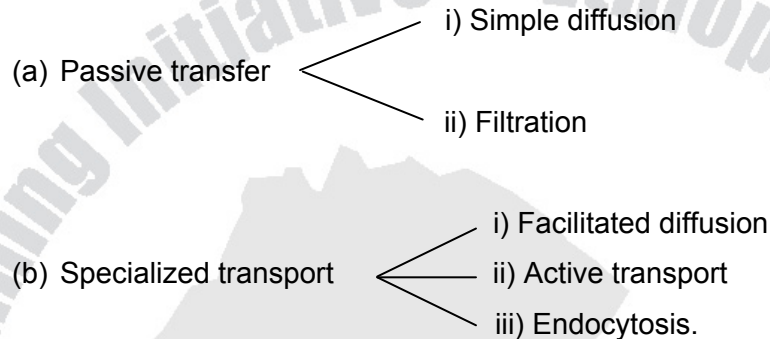 i) Simple diffusion
(a) Passive transfer
ii) Filtration
i) Facilitated diffusion
(b) Specialized transport
ii) Active transport
iii) Endocytosis.